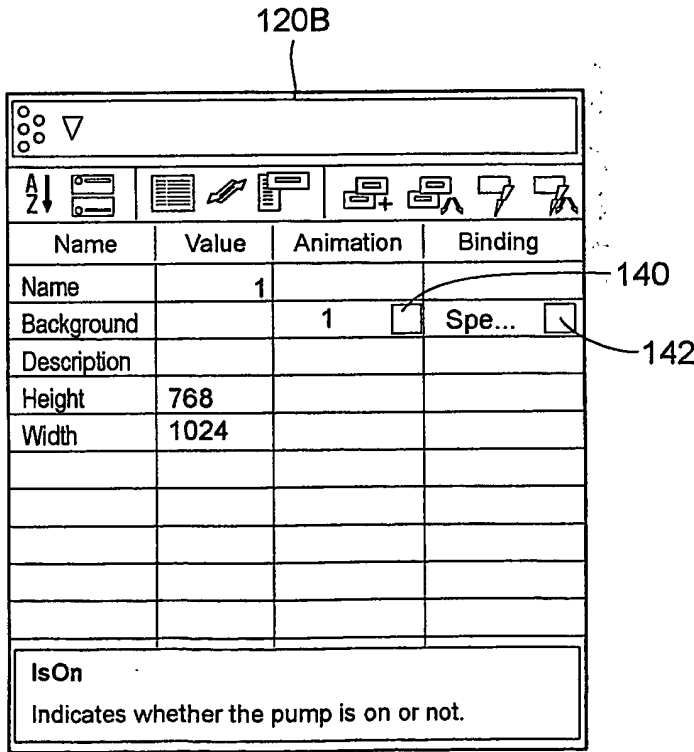 120B
A
Z
Name Value Animation Binding
Name 1
Background 1 Spe...
Description
Height 768
Width 1024
140
142
IsOn
Indicates whether the pump is on or not.